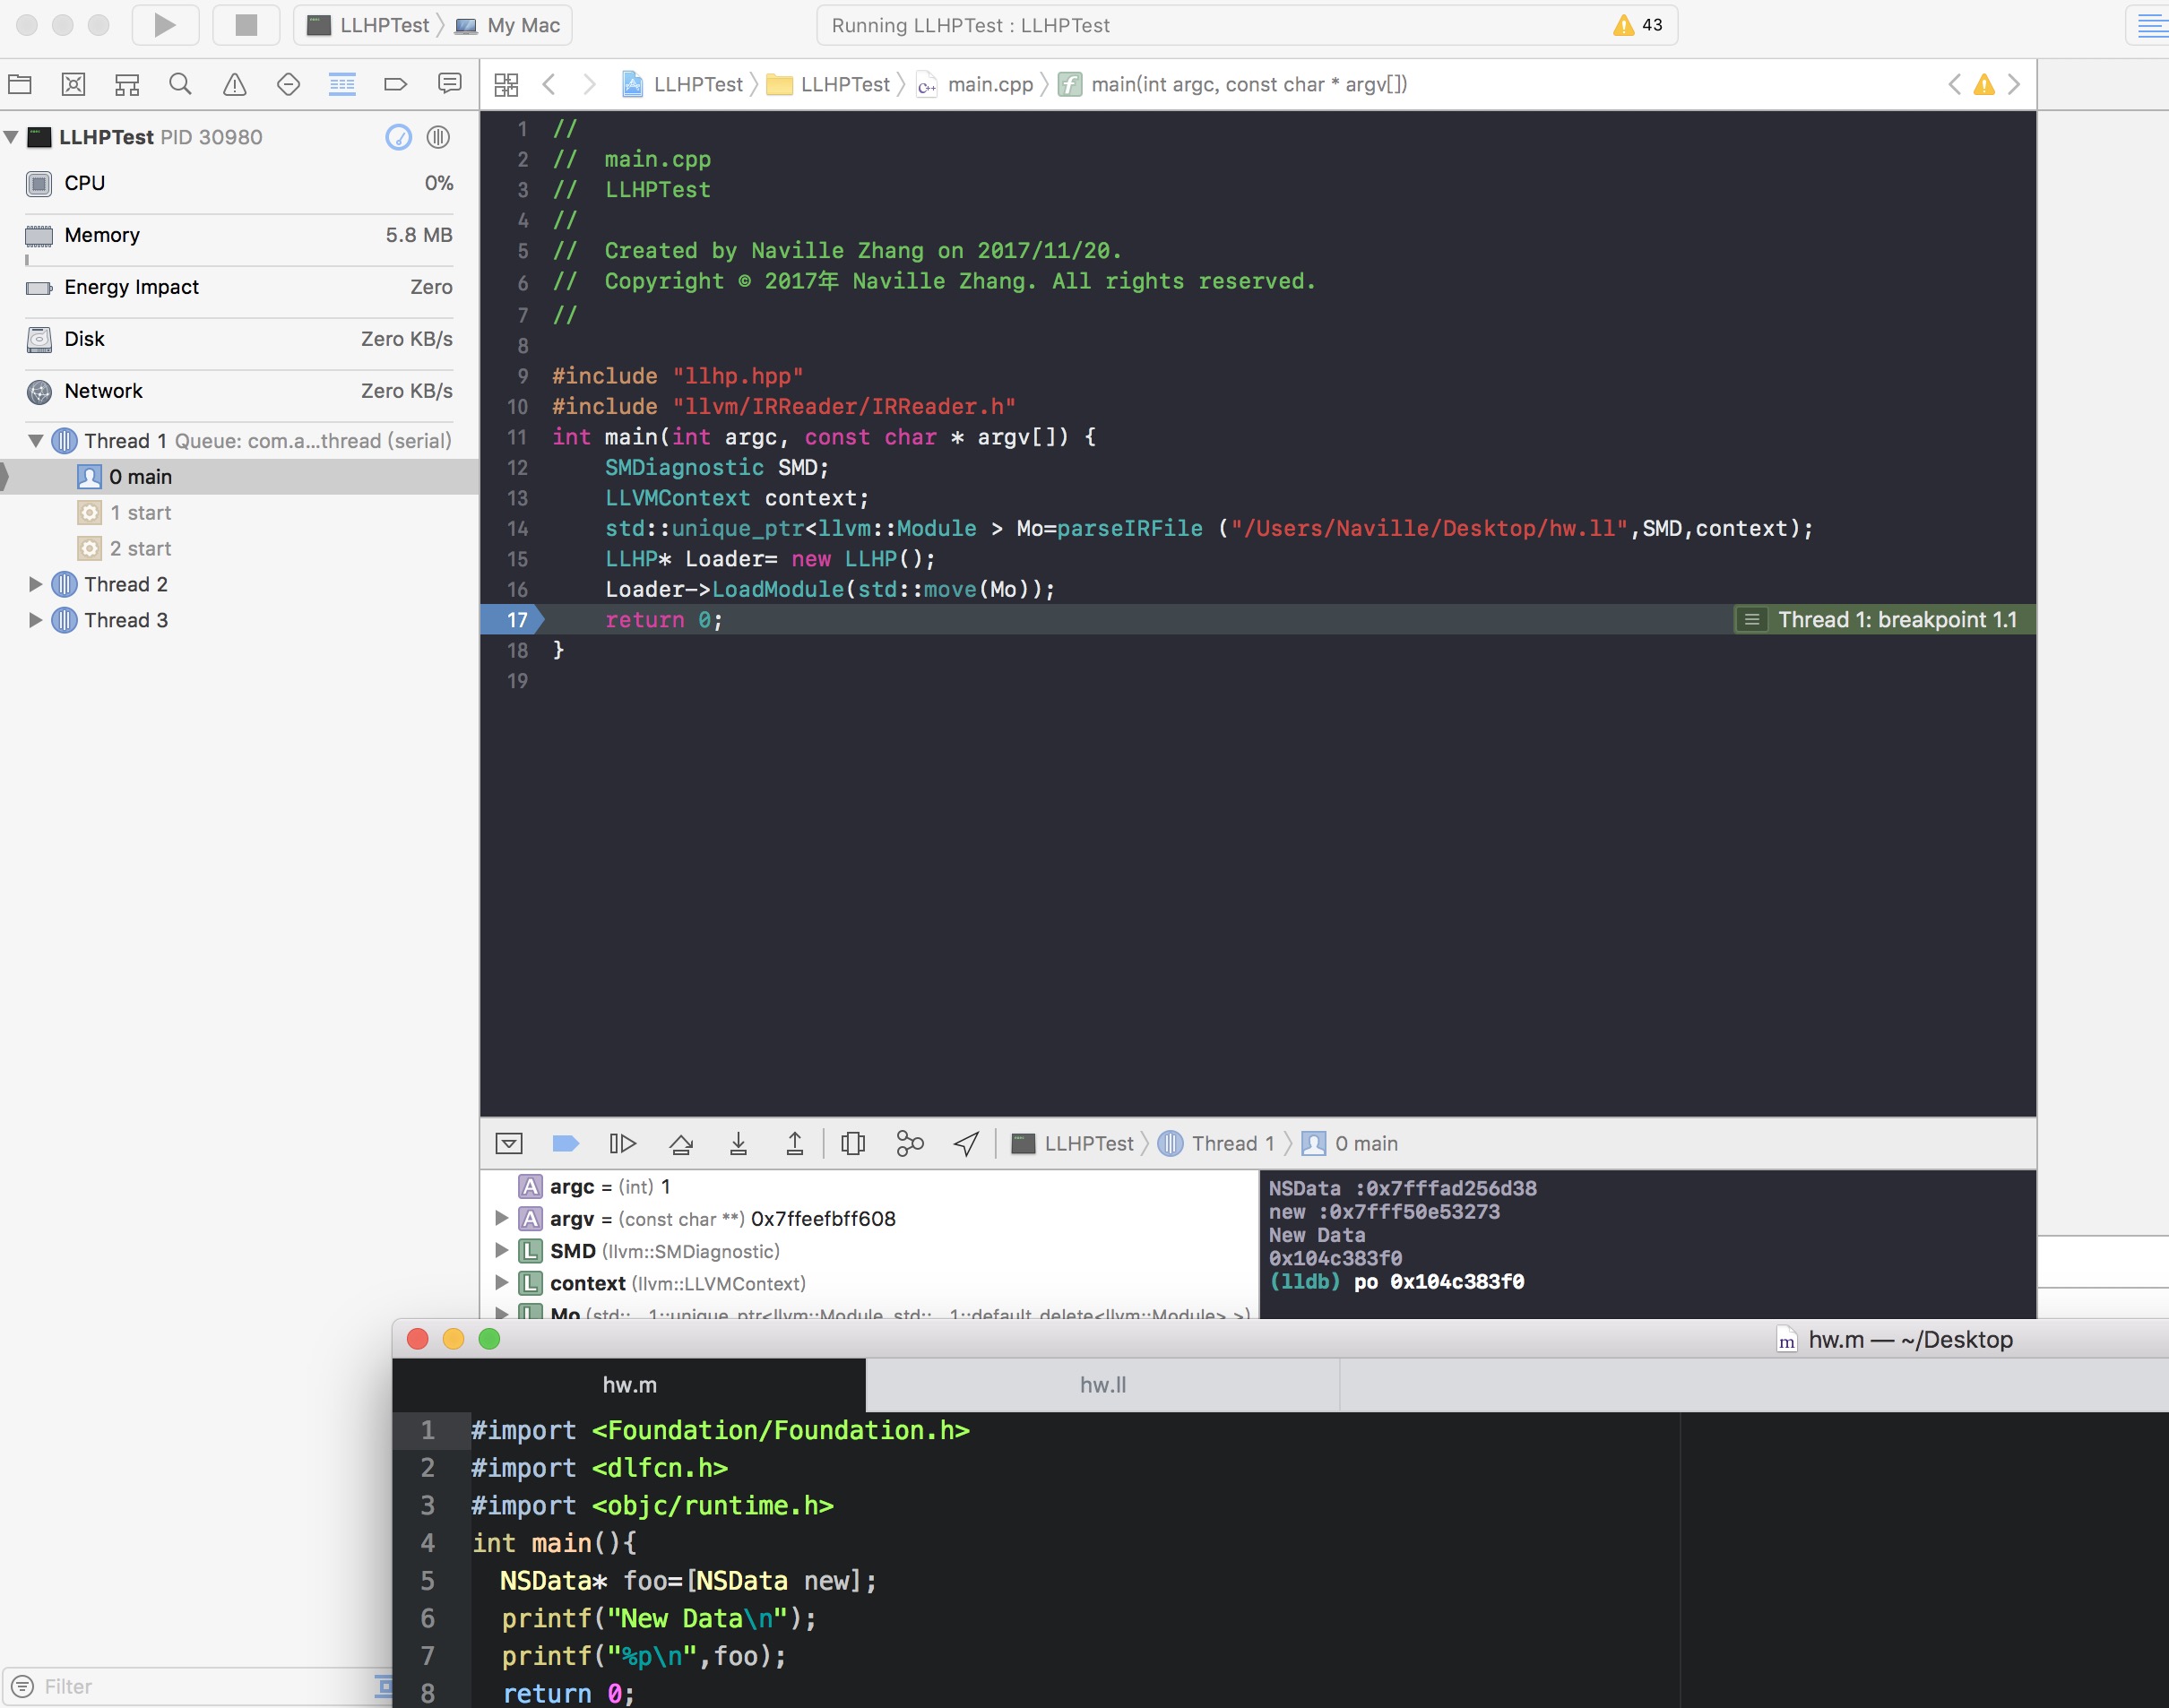 LLHPTest My Mac
Running LLHPTest : LLHPTest
43
LLHPTest LLHPTest main.cpp main(int argc, const char * argv[])
LLHPTest PID 30980
CPU 0%
Memory 5.8 MB
Energy Impact Zero
Disk Zero KB/s
Network Zero KB/s
Thread 1 Queue: com.a...thread (serial)
0 main
1 start
2 start
Thread 2
Thread 3
Filter
1 //
2 //  main.cpp
3 //  LLHPTest
4 //
5 //  Created by Naville Zhang on 2017/11/20.
6 //  Copyright © 2017年 Naville Zhang. All rights reserved.
7 //
8
9 #include "llhp.hpp"
10 #include "llvm/IRReader/IRReader.h"
11 int main(int argc, const char * argv[]) {
12     SMDiagnostic SMD;
13     LLVMContext context;
14     std::unique_ptr<llvm::Module > Mo=parseIRFile ("/Users/Naville/Desktop/hw.ll",SMD,context);
15     LLHP* Loader= new LLHP();
16     Loader->LoadModule(std::move(Mo));
17     return 0;
Thread 1: breakpoint 1.1
18 }
19
LLHPTest Thread 1 0 main
A argc = (int) 1
A argv = (const char **) 0x7ffeefbff608
L SMD (llvm::SMDiagnostic)
L context (llvm::LLVMContext)
L Mo (std::__1::unique_ptr<llvm::Module, std::__1::default_delete<llvm::Module> >)
NSData :0x7fffad256d38
new :0x7fff50e53273
New Data
0x104c383f0
(lldb) po 0x104c383f0
m hw.m — ~/Desktop
hw.m
hw.ll
1 #import <Foundation/Foundation.h>
2 #import <dlfcn.h>
3 #import <objc/runtime.h>
4 int main(){
5   NSData* foo=[NSData new];
6   printf("New Data\n");
7   printf("%p\n",foo);
8   return 0;